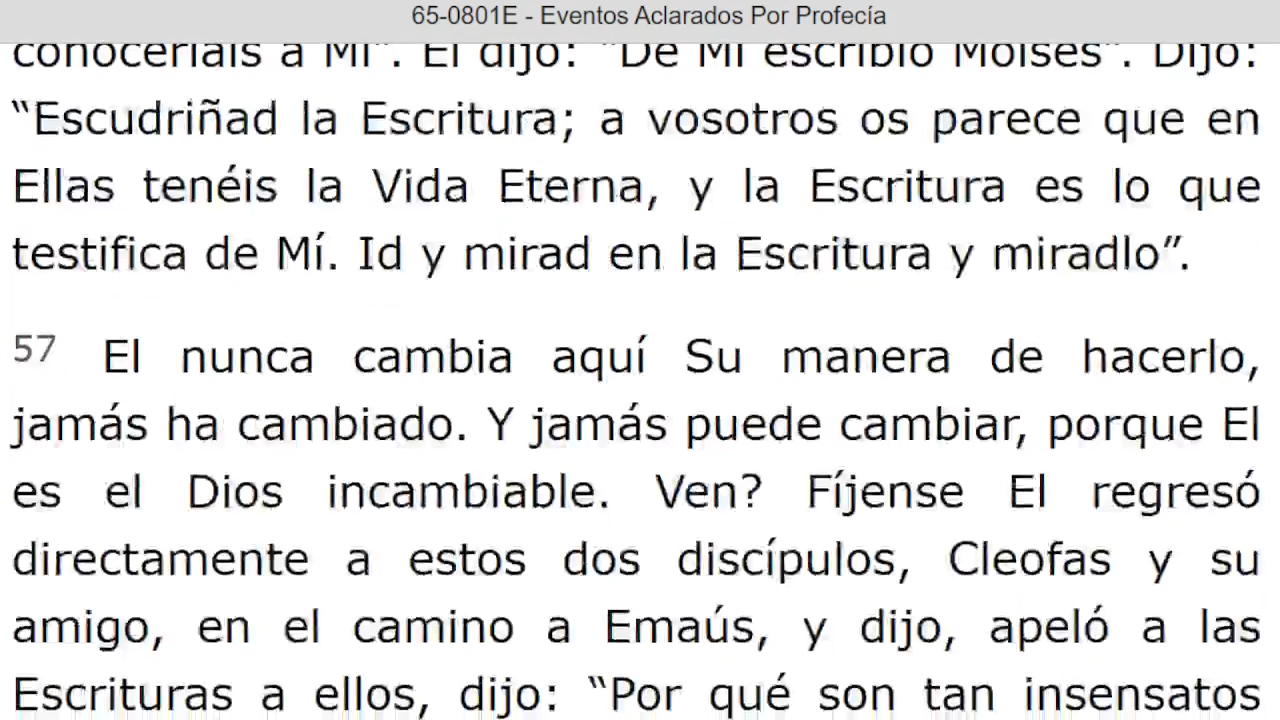 65-0801E - Eventos Aclarados Por Profecía
conoceríais a Mí”. El dijo: “De Mí escribió Moisés”. Dijo:
“Escudriñad la Escritura; a vosotros os parece que en
Ellas tenéis la Vida Eterna, y la Escritura es lo que
testifica de Mí. Id y mirad en la Escritura y miradlo”.
57 El nunca cambia aquí Su manera de hacerlo,
jamás ha cambiado. Y jamás puede cambiar, porque El
es el Dios incambiable. Ven? Fíjense El regresó
directamente a estos dos discípulos, Cleofas y su
amigo, en el camino a Emaús, y dijo, apeló a las
Escrituras a ellos, dijo: “Por qué son tan insensatos